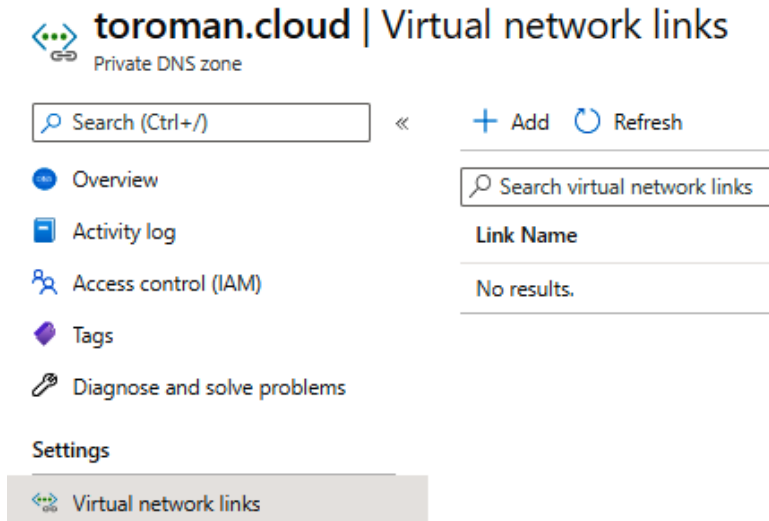 toroman.cloud | Virtual network links
Private DNS zone
Search (Ctrl+/)
«
Add
Refresh
Overview
Activity log
Access control (IAM)
Tags
Diagnose and solve problems
Settings
Virtual network links
Search virtual network links
Link Name
No results.